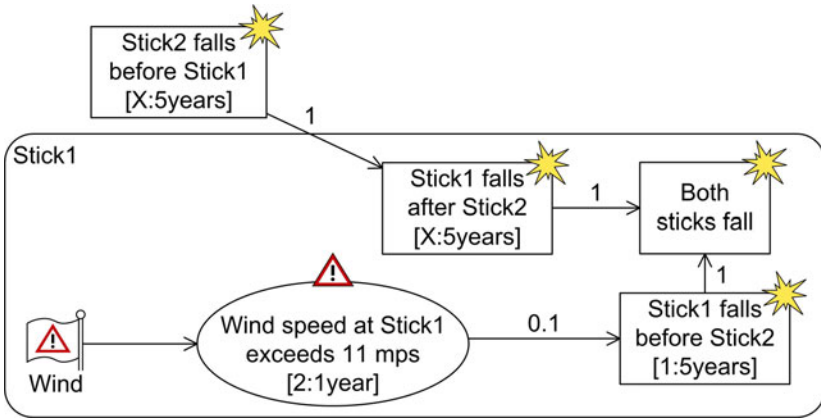 Stick2 falls
before Stick1
[X:5years]
1
Stick1
Stick1 falls
after Stick2
[X:5years]
1
Both
sticks fall
1
Wind
Wind speed at Stick1
exceeds 11 mps
[2:1year]
0.1
Stick1 falls
before Stick2
[1:5years]